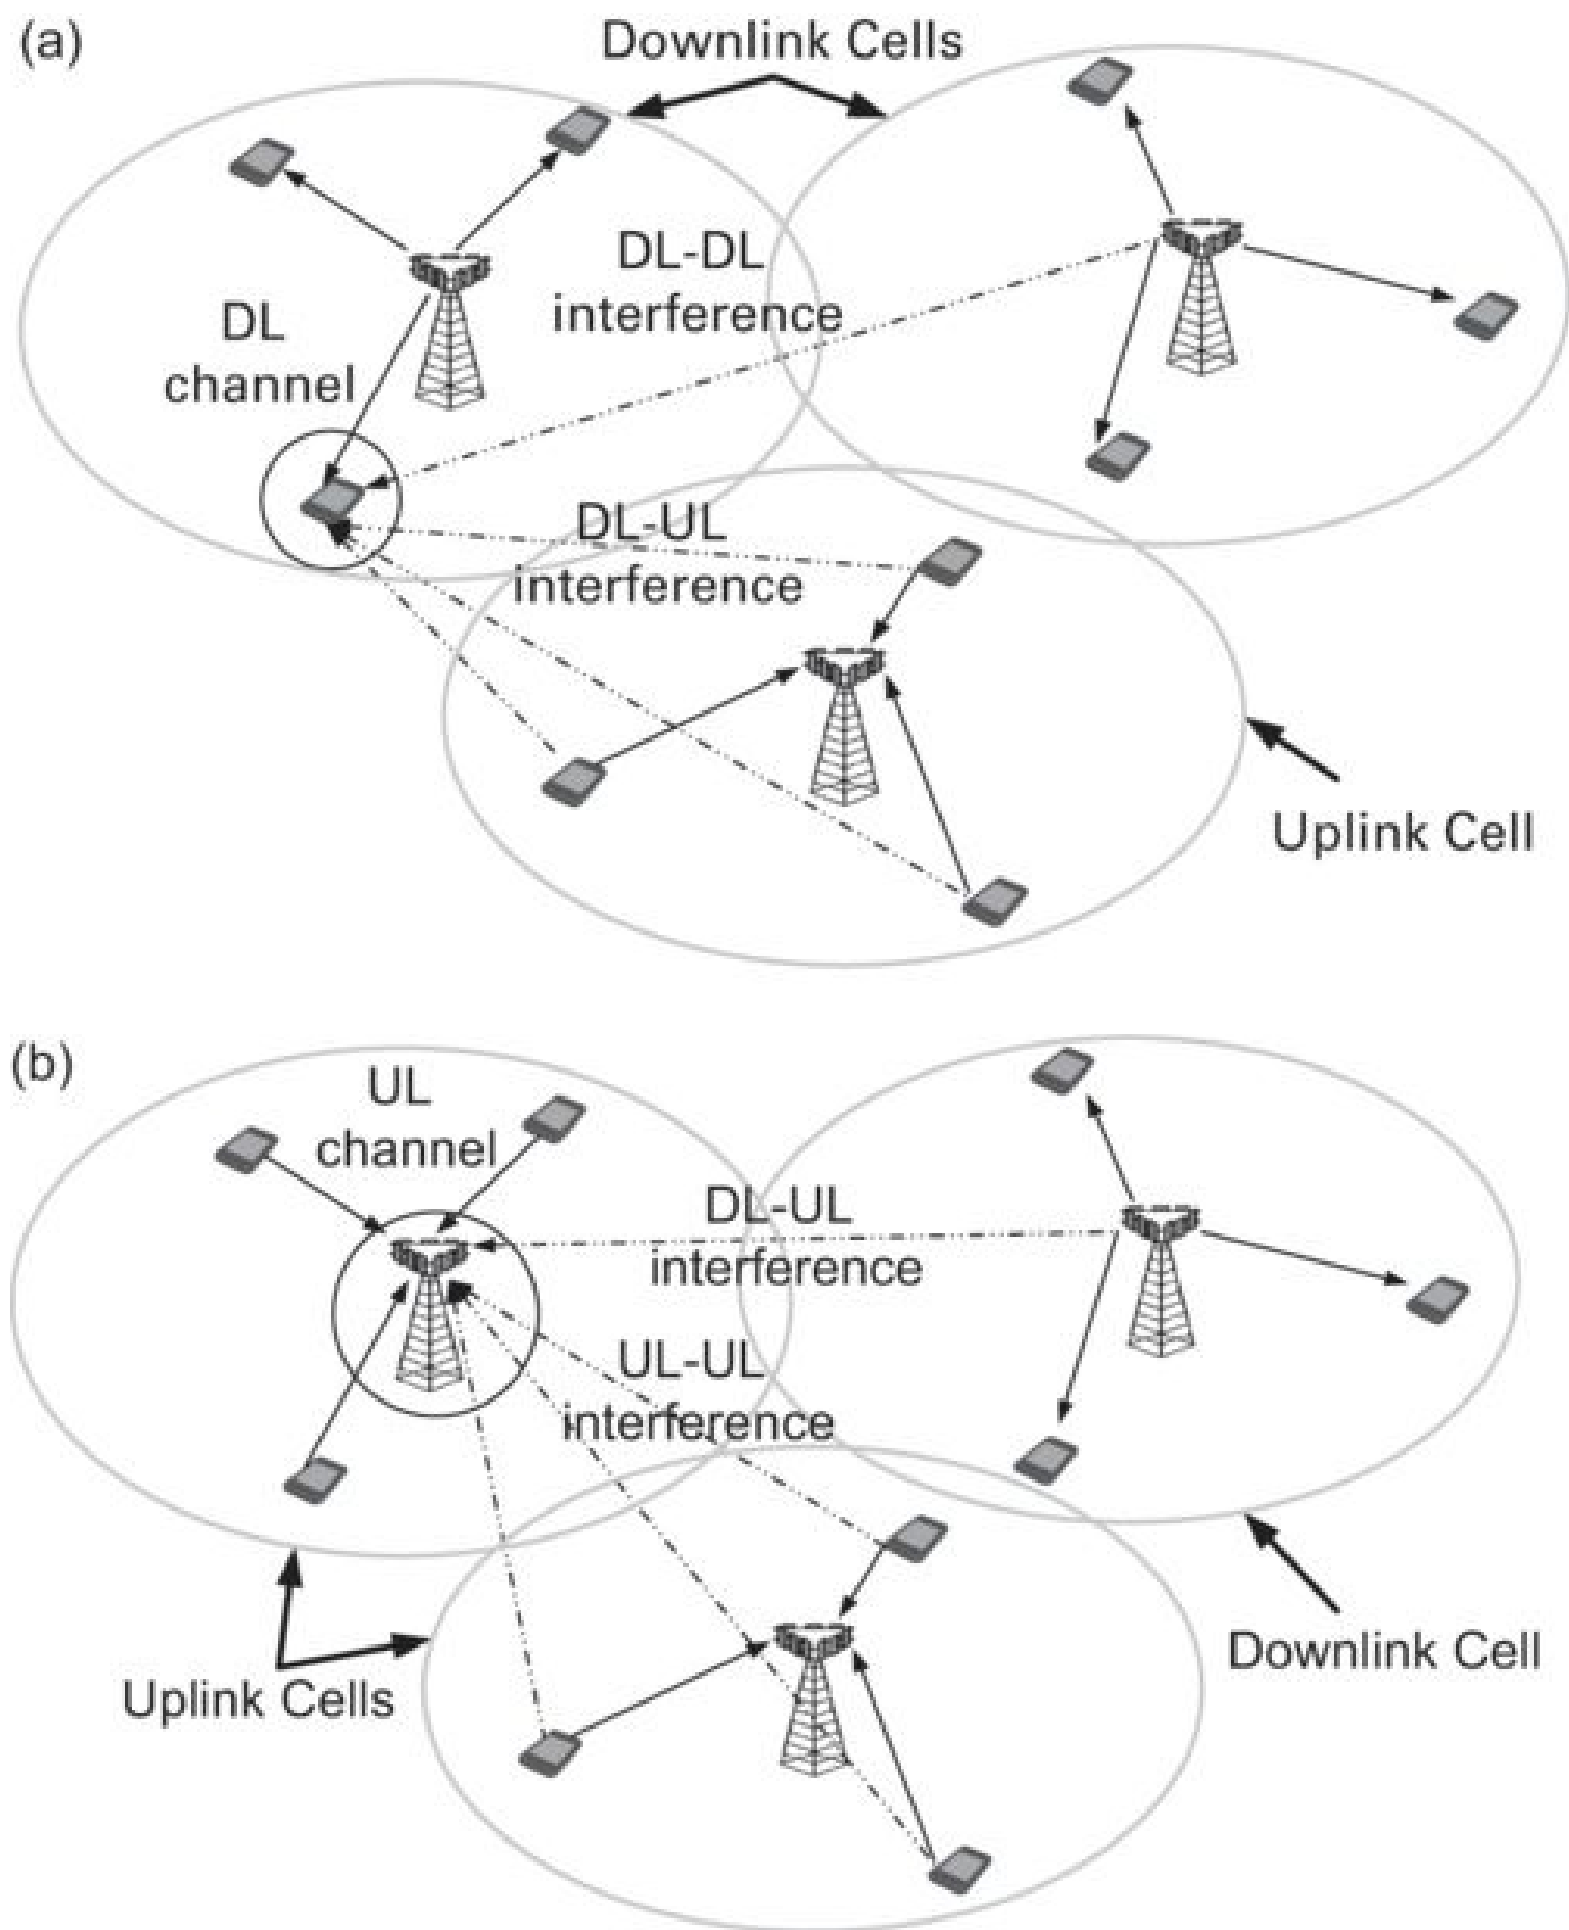 (a)
Downlink Cells
DL-DL
interference
DL
channel
DL-UL
interference
Uplink Cell
(b)
UL
channel
DL-UL
interference
UL-UL
interference
Downlink Cell
Uplink Cells